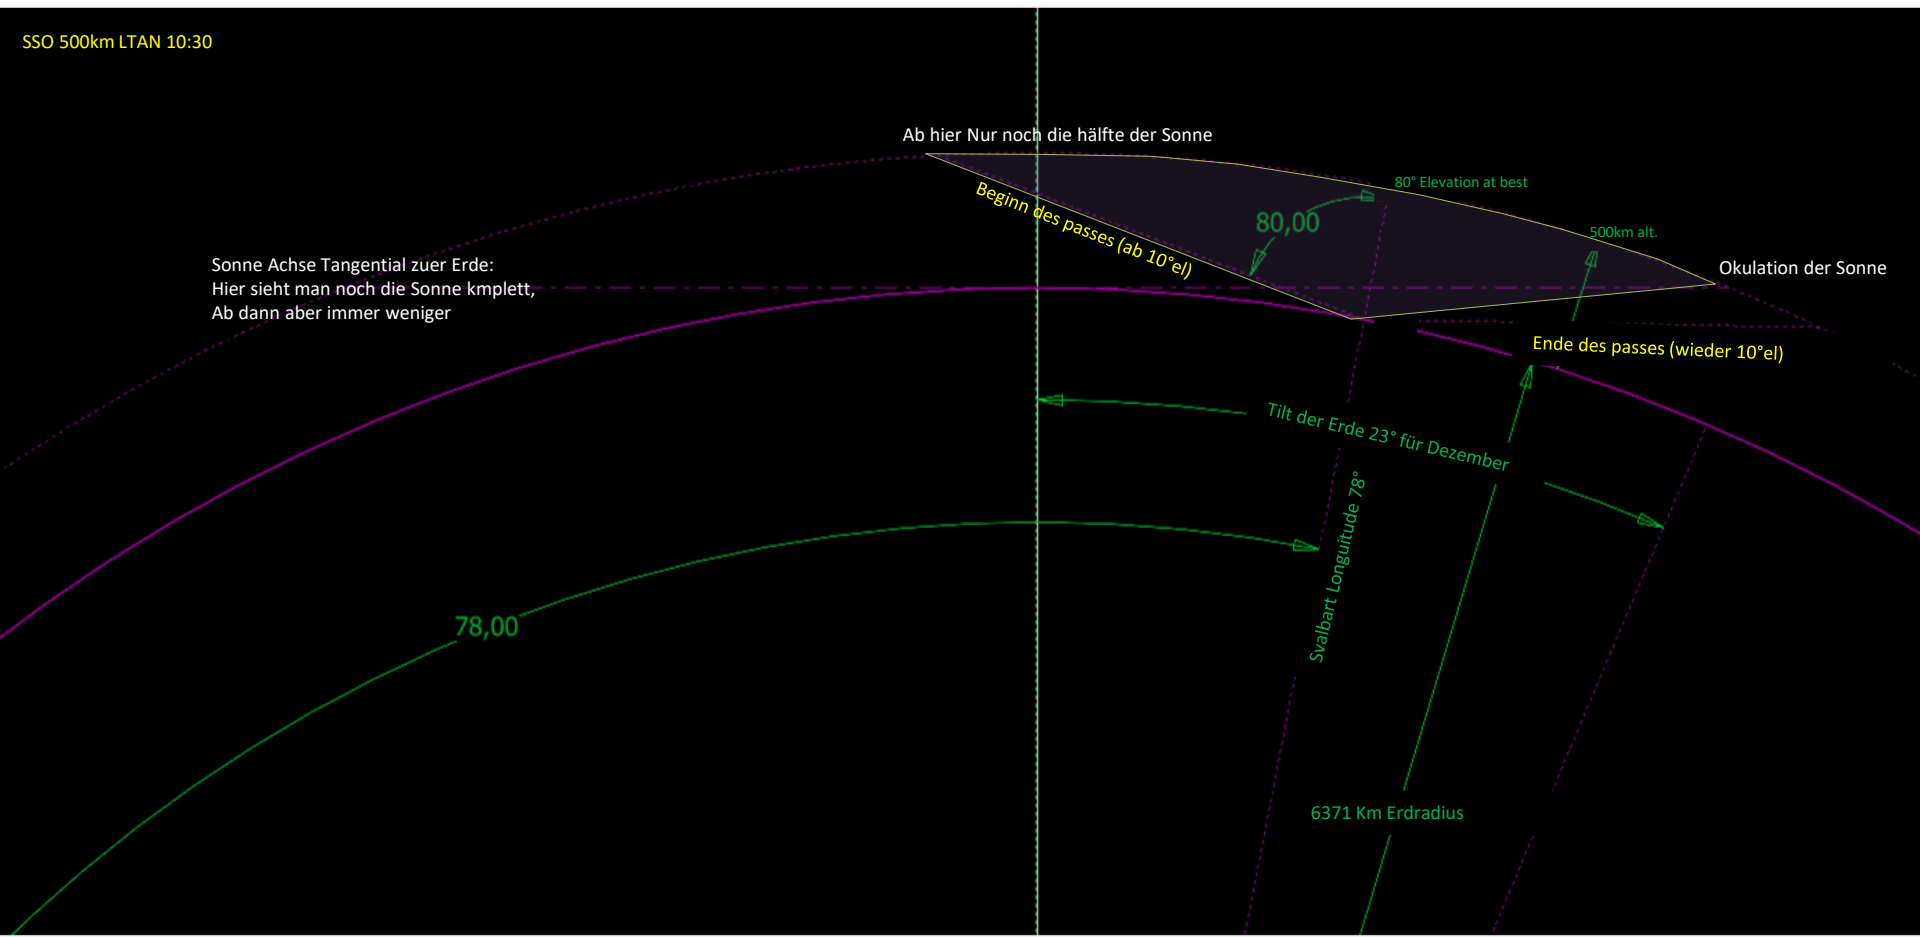 SSO 500km LTAN 10:30
Ab hier Nur noch die hälfte der Sonne
80° Elevation at best
Beginn des passes (ab 10°el)
80,00
500km alt.
Sonne Achse Tangential zuer Erde:
Hier sieht man noch die Sonne kmplett,
Ab dann aber immer weniger
Okulation der Sonne
Ende des passes (wieder 10°el)
Tilt der Erde 23° für Dezember
Svalbart Longuitude 78°
78,00
6371 Km Erdradius